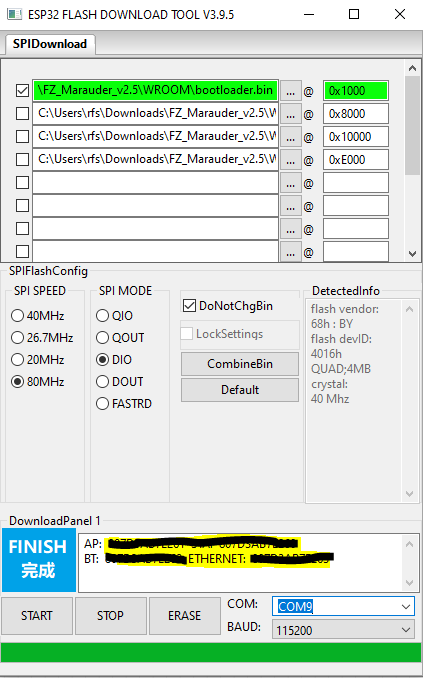 ESP32 FLASH DOWNLOAD TOOL V3.9.5
SPIDownload
\FZ_Marauder_v2.5\WROOM\bootloader.bin ... @ 0x1000
C:\Users\rfs\Downloads\FZ_Marauder_v2.5\W ... @ 0x8000
C:\Users\rfs\Downloads\FZ_Marauder_v2.5\W ... @ 0x10000
C:\Users\rfs\Downloads\FZ_Marauder_v2.5\W ... @ 0xE000
... @
... @
... @
... @
SPIFlashConfig
SPI SPEED
40MHz
26.7MHz
20MHz
80MHz
SPI MODE
QIO
QOUT
DIO
DOUT
FASTRD
DoNotChgBin
LockSettings
CombineBin
Default
DetectedInfo
flash vendor:
68h : BY
flash devID:
4016h
QUAD;4MB
crystal:
40 Mhz
DownloadPanel 1
FINISH
完成
AP:
BT: ETHERNET:
START
STOP
ERASE
COM: COM9
BAUD: 115200